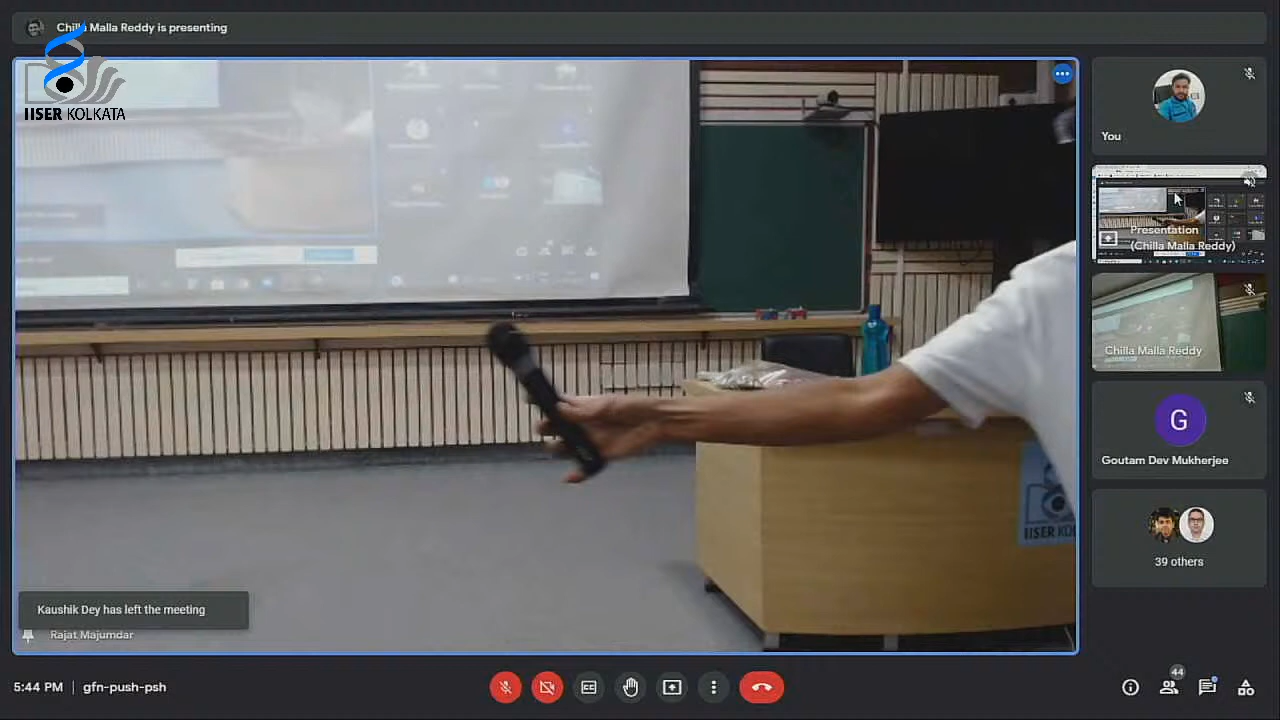 Chilla Malla Reddy is presenting
IISER KOLKATA
You
Presentation
(Chilla Malla Reddy)
Chilla Malla Reddy
G
Goutam Dev Mukherjee
39 others
IISER KO
Kaushik Dey has left the meeting
Rajat Majumdar
5:44 PM | gfn-push-psh
44